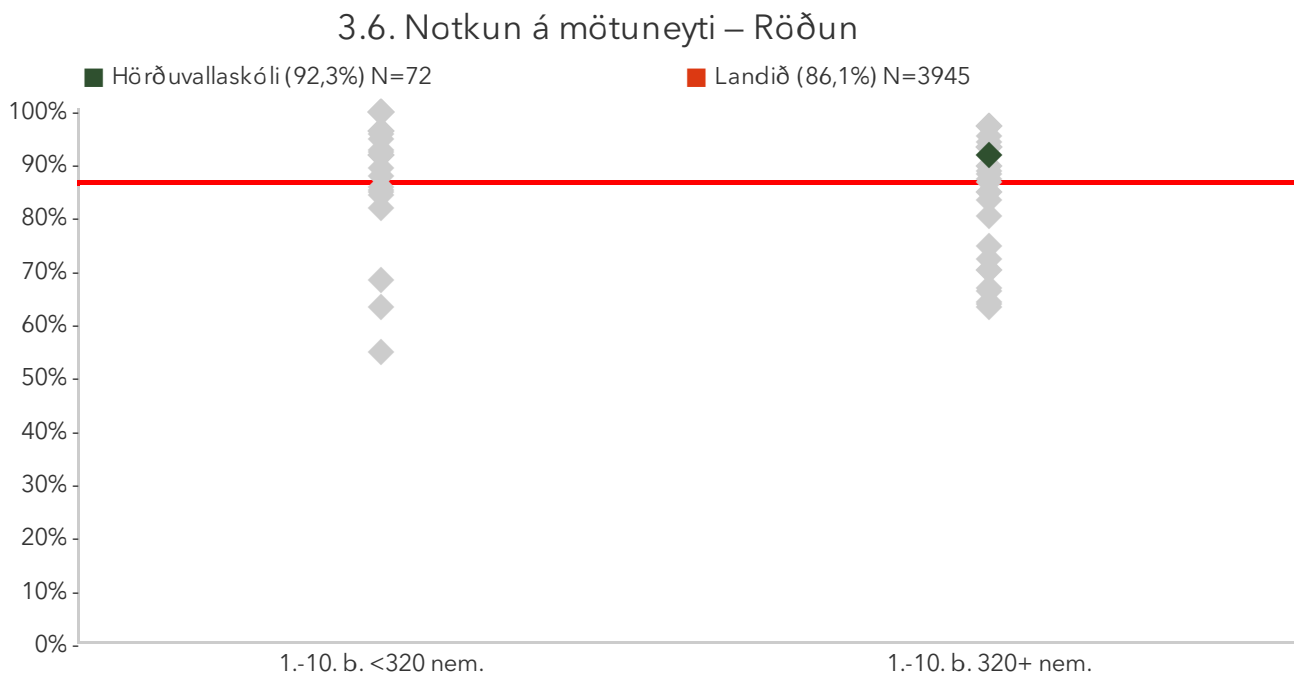 3.6. Notkun á mötuneyti – Röðun
Hörðuvallaskóli (92,3%) N=72
Landið (86,1%) N=3945
100%
90%
80%
70%
60%
50%
40%
30%
20%
10%
0%
1.-10. b. <320 nem.
1.-10. b. 320+ nem.